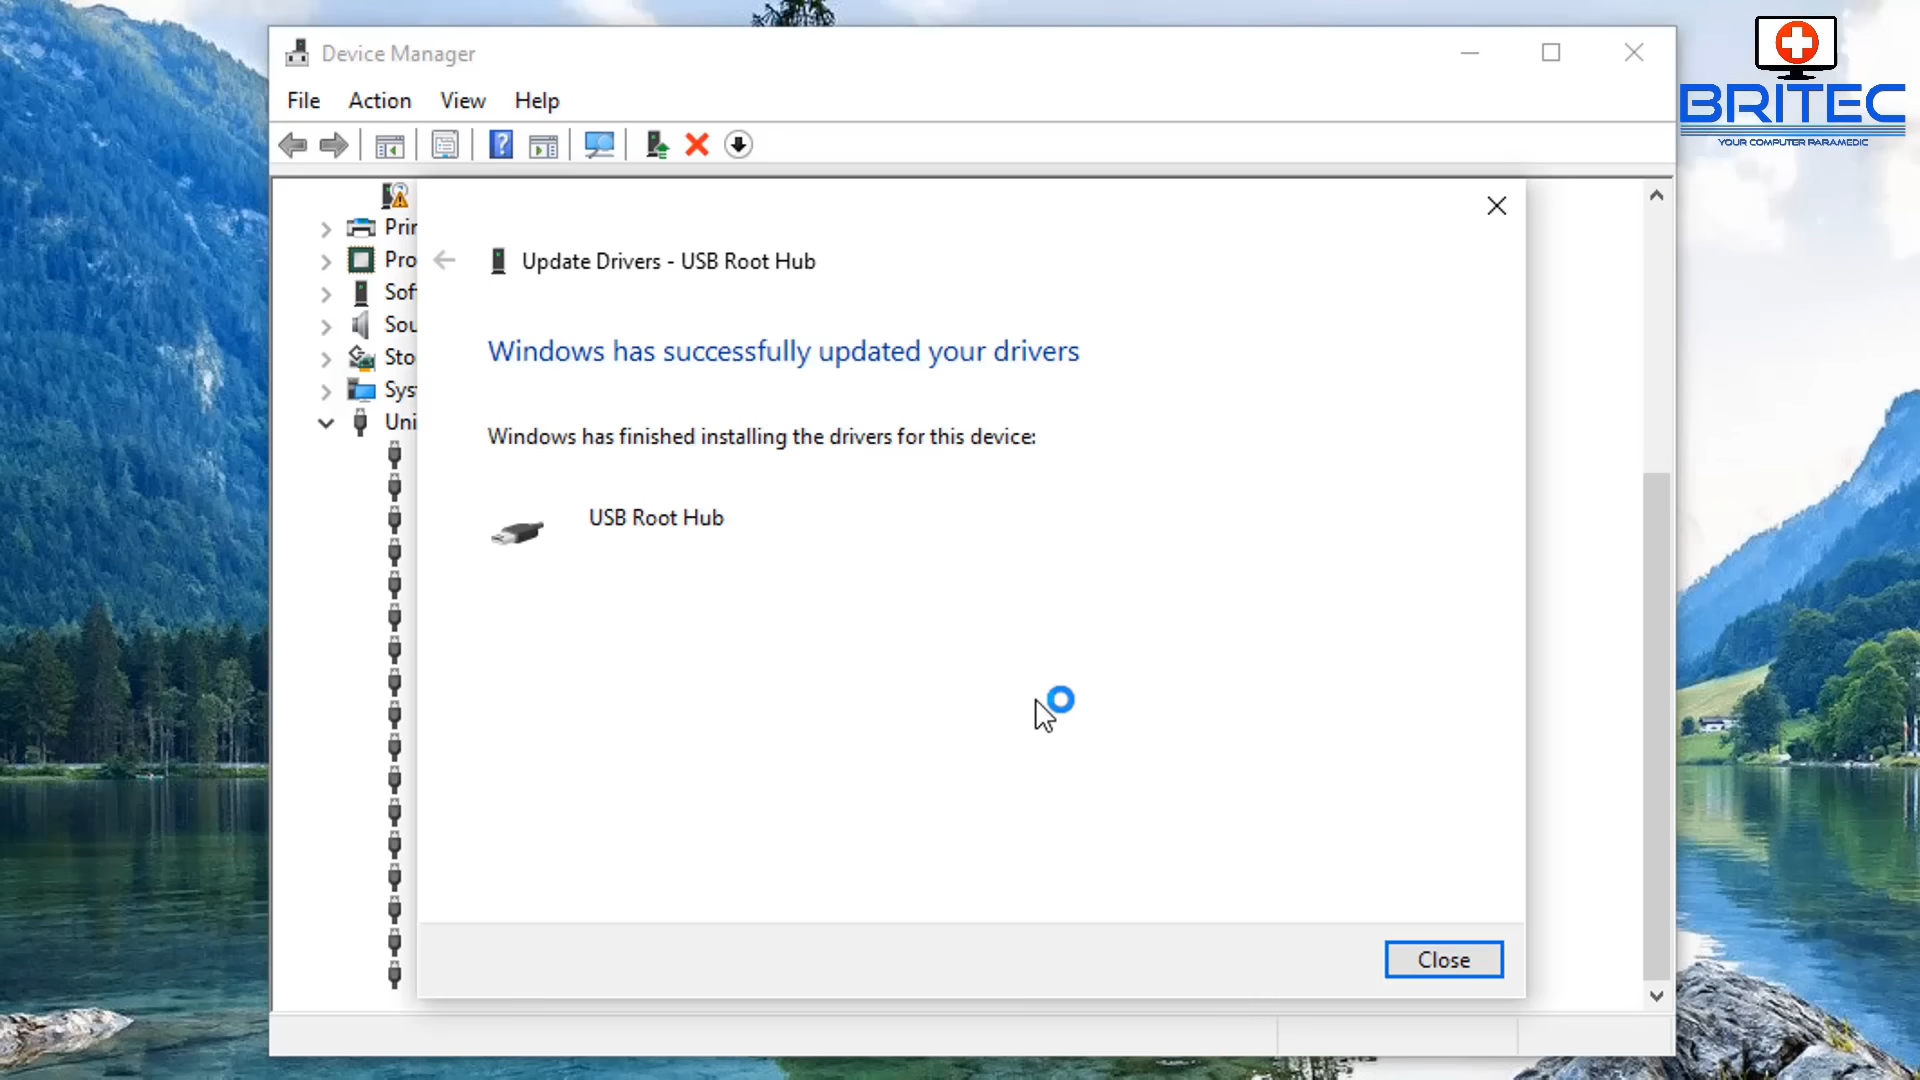 Device Manager
File Action View Help
BRITEC
YOUR COMPUTER PARAMEDIC
Prin
Pro
Sof
Sou
Sto
Sys
Uni
Update Drivers - USB Root Hub
Windows has successfully updated your drivers
Windows has finished installing the drivers for this device:
USB Root Hub
Close